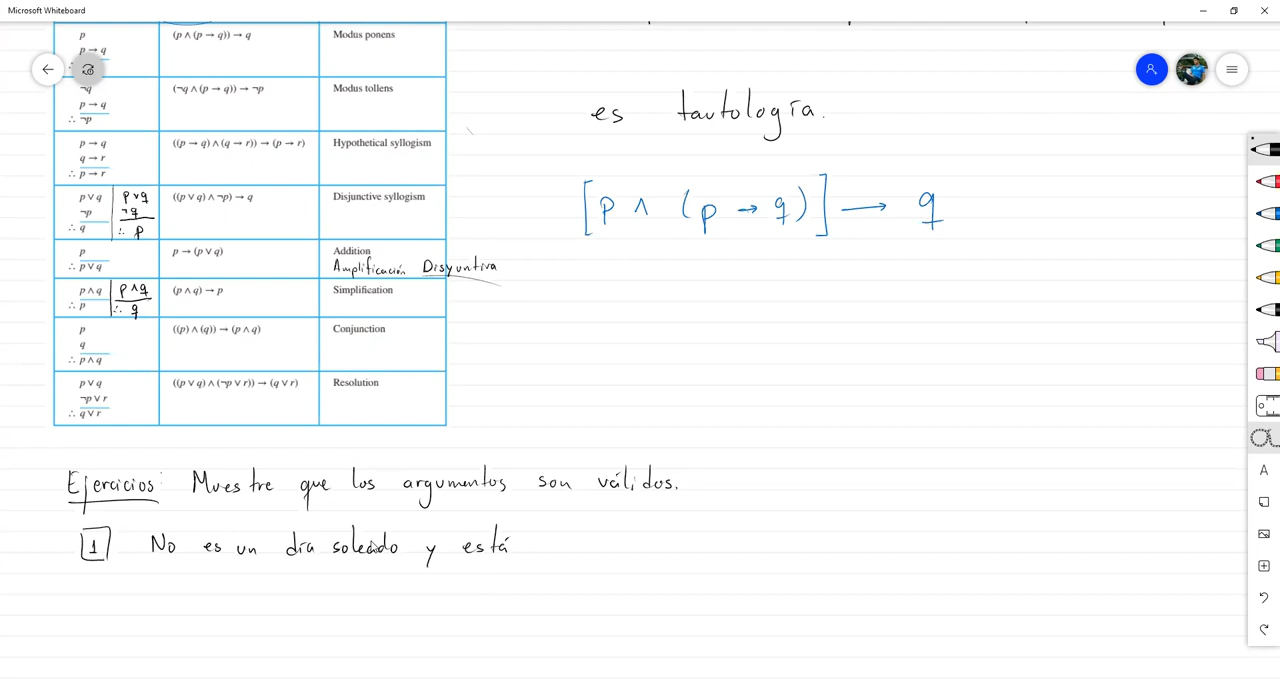 Microsoft Whiteboard
p (p ∧ (p → q)) → q Modus ponens
p → q
¬q (¬q ∧ (p → q)) → ¬p Modus tollens
p → q
∴ ¬p
p → q ((p → q) ∧ (q → r)) → (p → r) Hypothetical syllogism
q → r
∴ p → r
p ∨ q p ∨ q ((p ∨ q) ∧ ¬p) → q Disjunctive syllogism
¬p ¬q
∴ q ∴ p
p p → (p ∨ q) Addition
∴ p ∨ q Amplificación Disyuntiva
p ∧ q p ∧ q (p ∧ q) → p Simplification
∴ p ∴ q
p ((p) ∧ (q)) → (p ∧ q) Conjunction
q
∴ p ∧ q
p ∨ q ((p ∨ q) ∧ (¬p ∨ r)) → (q ∨ r) Resolution
¬p ∨ r
∴ q ∨ r
es tautología.
[p ∧ (p → q)] → q
Ejercicios: Muestre que los argumentos son válidos.
1 No es un día soleado y está
A